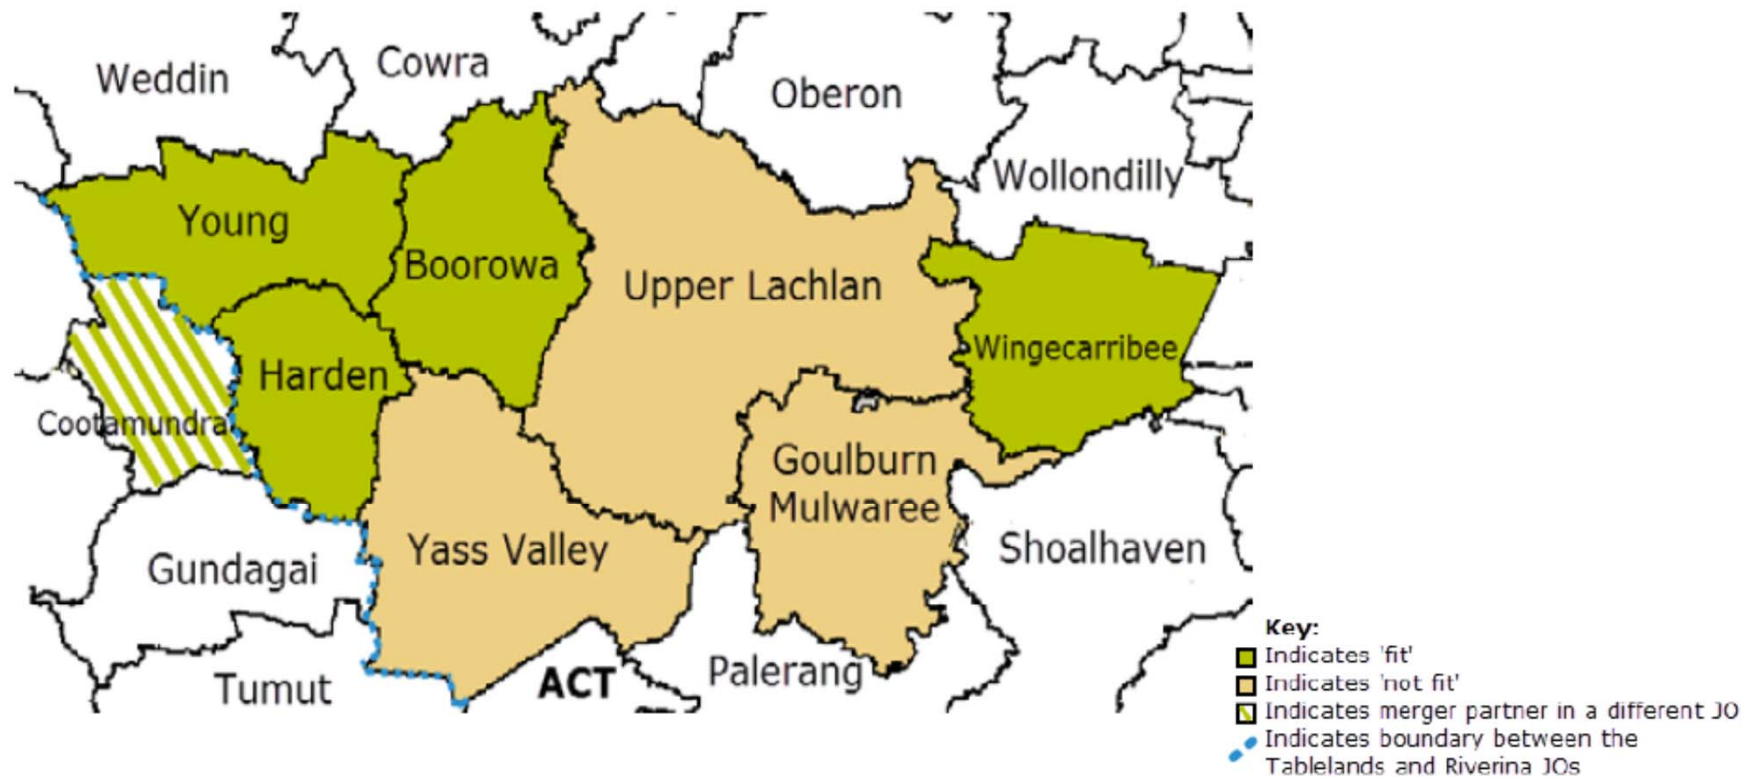 Weddin
Cowra
Oberon
Wollondilly
Young
Boorowa
Upper Lachlan
Wingecarribee
Harden
Cootamundra
Goulburn
Mulwaree
Yass Valley
Shoalhaven
Gundagai
Tumut
ACT
Palerang
Key:
Indicates 'fit'
Indicates 'not fit'
Indicates merger partner in a different JO
Indicates boundary between the
Tablelands and Riverina JOs